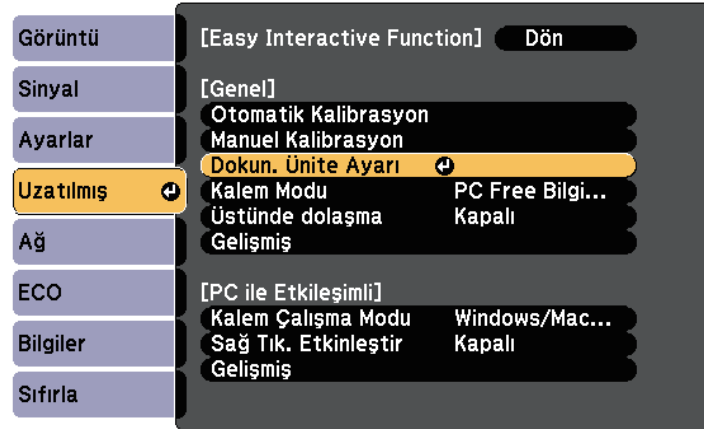 Görüntü
Sinyal
Ayarlar
Uzatılmış
Ağ
ECO
Bilgiler
Sıfırla
[Easy Interactive Function] Dön
[Genel]
Otomatik Kalibrasyon
Manuel Kalibrasyon
Dokun. Ünite Ayarı
Kalem Modu PC Free Bilgi...
Üstünde dolaşma Kapalı
Gelişmiş
[PC ile Etkileşimli]
Kalem Çalışma Modu Windows/Mac...
Sağ Tık. Etkinleştir Kapalı
Gelişmiş